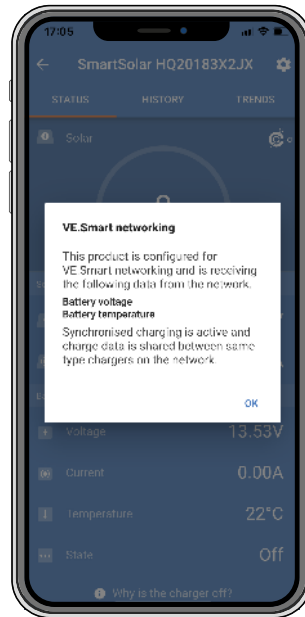 17:05
SmartSolar HQ20183X2JX
STATUS HISTORY TRENDS
Solar
VE.Smart networking
This product is configured for
VE.Smart networking and is receiving
the following data from the network.
Battery voltage
Battery temperature
Synchronised charging is active and
charge data is shared between same
type chargers on the network.
OK
Voltage 13.53V
Current 0.00A
Temperature 22°C
State Off
Why is the charger off?